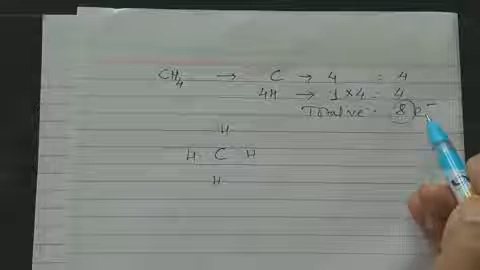 CH₄ → C → 4 = 4
4H → 1 × 4 = 4
Total ve⁻ 8 e⁻
H
H C H
H